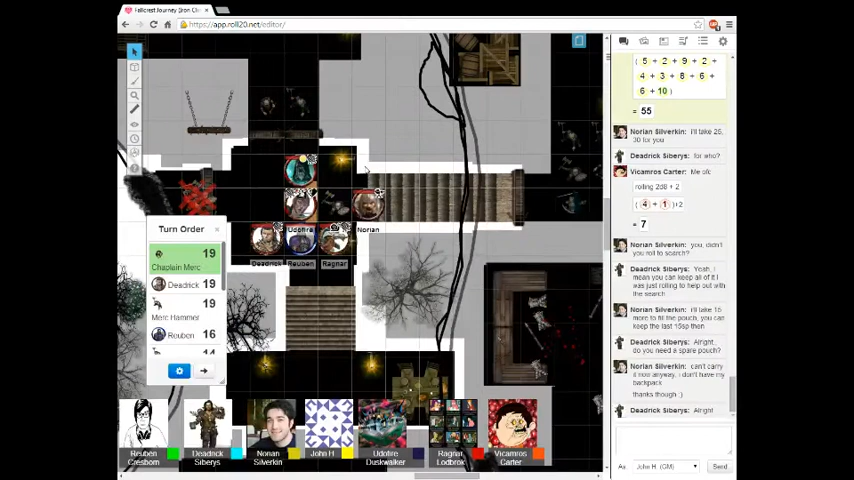 Fallcrest Journey (Iron Cla
https://app.roll20.net/editor/
( 5 + 2 + 9 + 2 +
4 + 3 + 8 + 6 +
6 + 10 )
= 55
Norian Silverkin: i'll take 25,
30 for you
Deadrick Siberys: for who?
Vicamros Carter: Me ofc
rolling 2d8 + 2
( 4 + 1 )+2
= 7
Norian Silverkin: you, didn't
you roll to search?
Deadrick Siberys: Yeah, I
mean you can keep all of it I
was just rolling to help out with
the search
Norian Silverkin: i'll take 15
more to fill the pouch, you can
keep the last 15sp then
Deadrick Siberys: Alright,
do you need a spare pouch?
Norian Silverkin: can't carry
it now anyway, i don't have my
backpack
thanks though :)
Deadrick Siberys: Alright
As: John H (GM)
Send
Turn Order
19
Chaplain Merc
Deadrick 19
19
Merc Hammer
Reuben 16
14
Udofire
Norian
Deadrick
Reuben
Ragnar
Reuben
Cresborn
Deadrick
Siberys
Norian
Silverkin
John H
Udofire
Duskwalker
Ragnat
Lodbrok
Vicamros
Carter